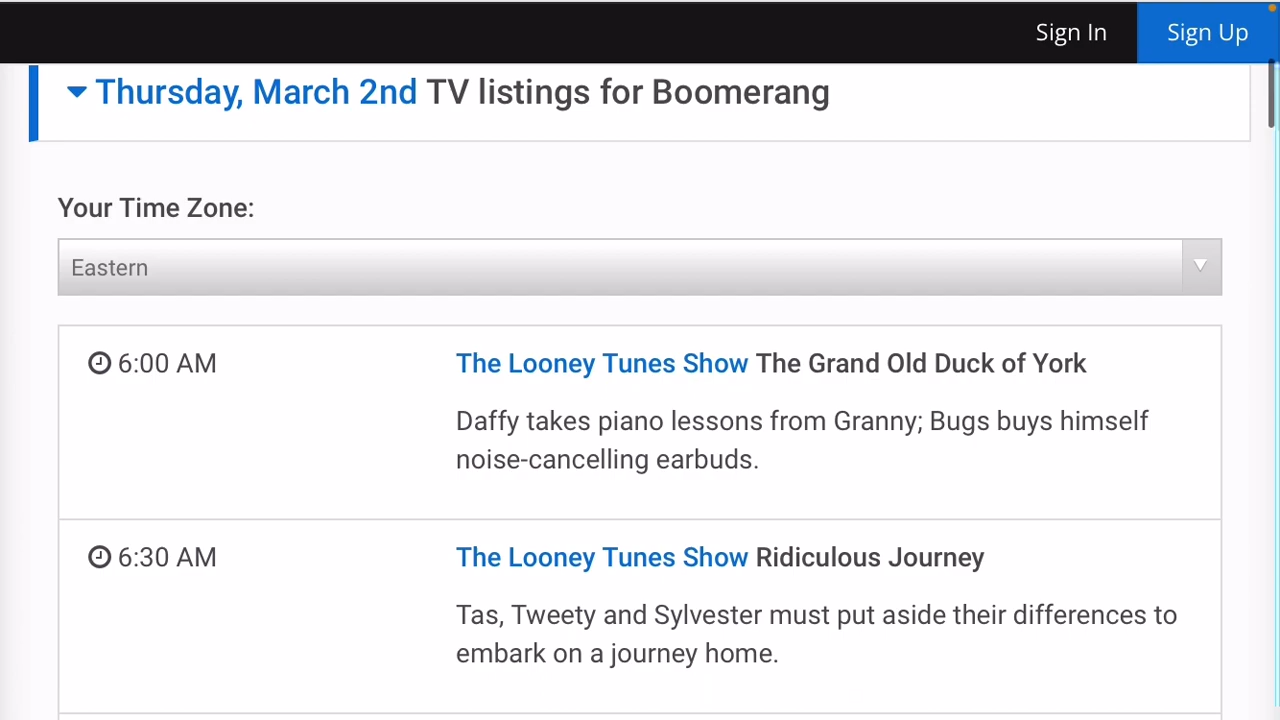 Sign In
Sign Up
Thursday, March 2nd TV listings for Boomerang
Your Time Zone:
Eastern
6:00 AM
The Looney Tunes Show The Grand Old Duck of York
Daffy takes piano lessons from Granny; Bugs buys himself
noise-cancelling earbuds.
6:30 AM
The Looney Tunes Show Ridiculous Journey
Tas, Tweety and Sylvester must put aside their differences to
embark on a journey home.